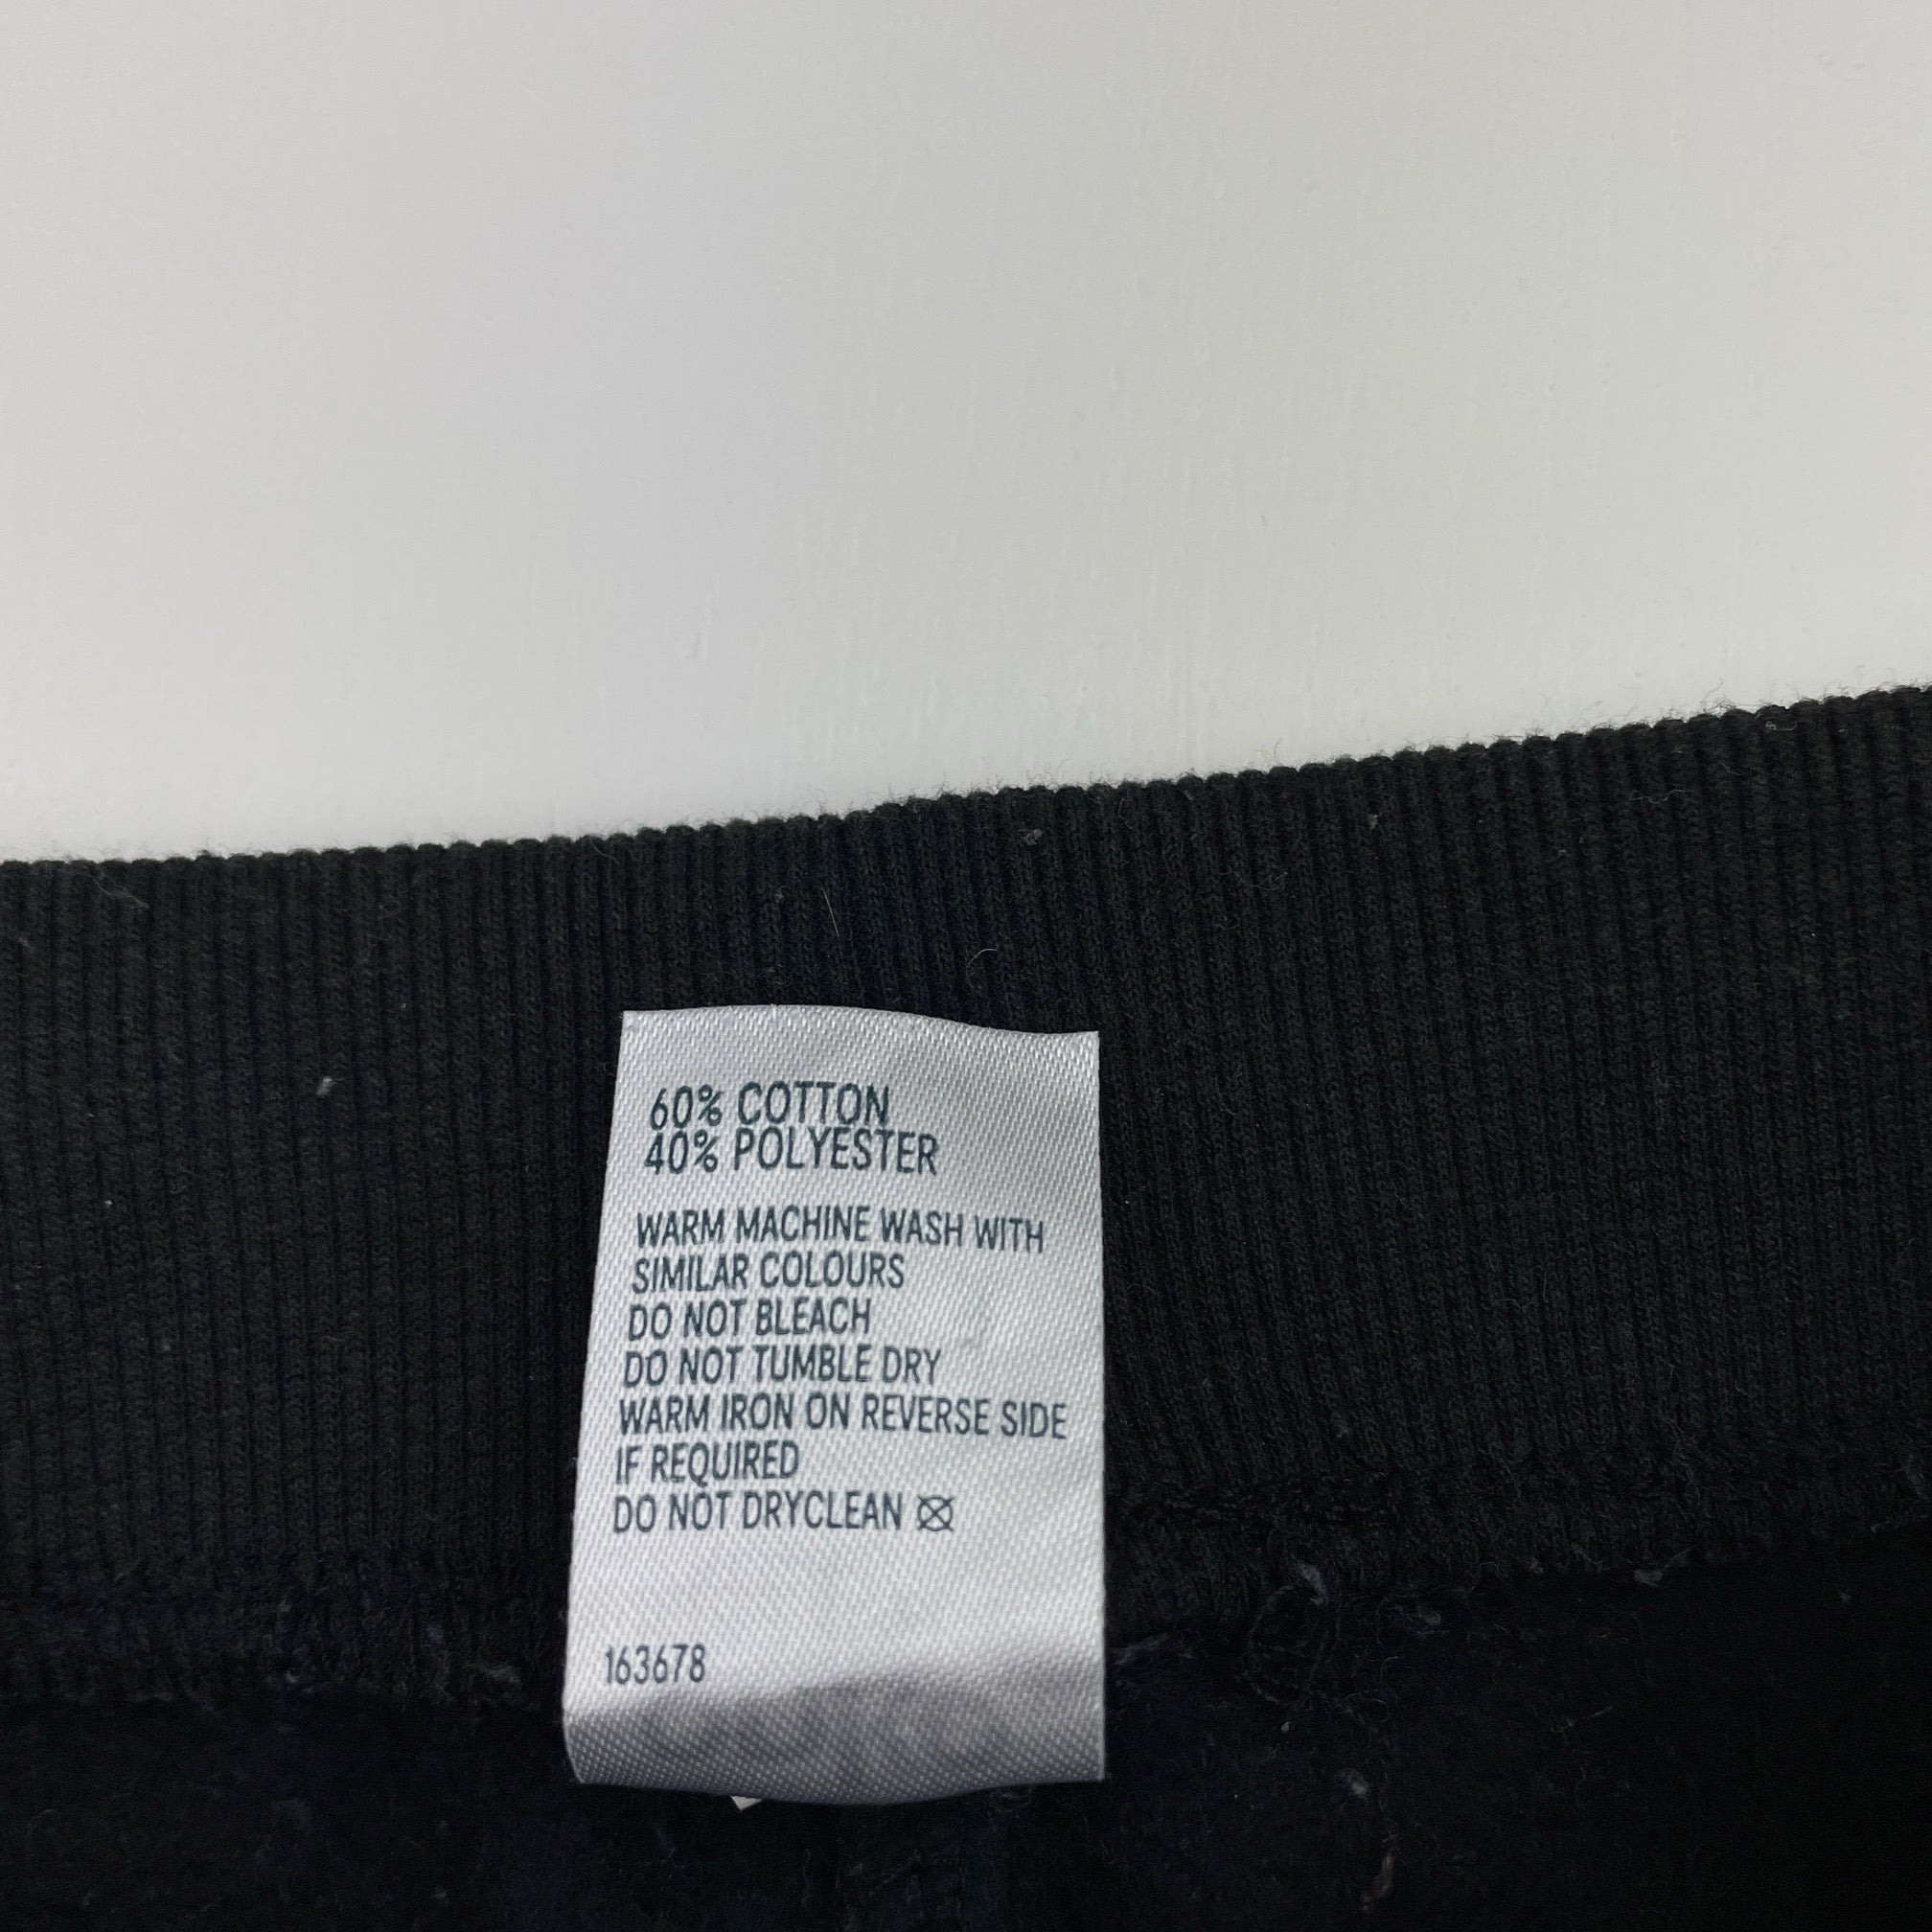 60% COTTON
40% POLYESTER
WARM MACHINE WASH WITH
SIMILAR COLOURS
DO NOT BLEACH
DO NOT TUMBLE DRY
WARM IRON ON REVERSE SIDE
IF REQUIRED
DO NOT DRYCLEAN
163678